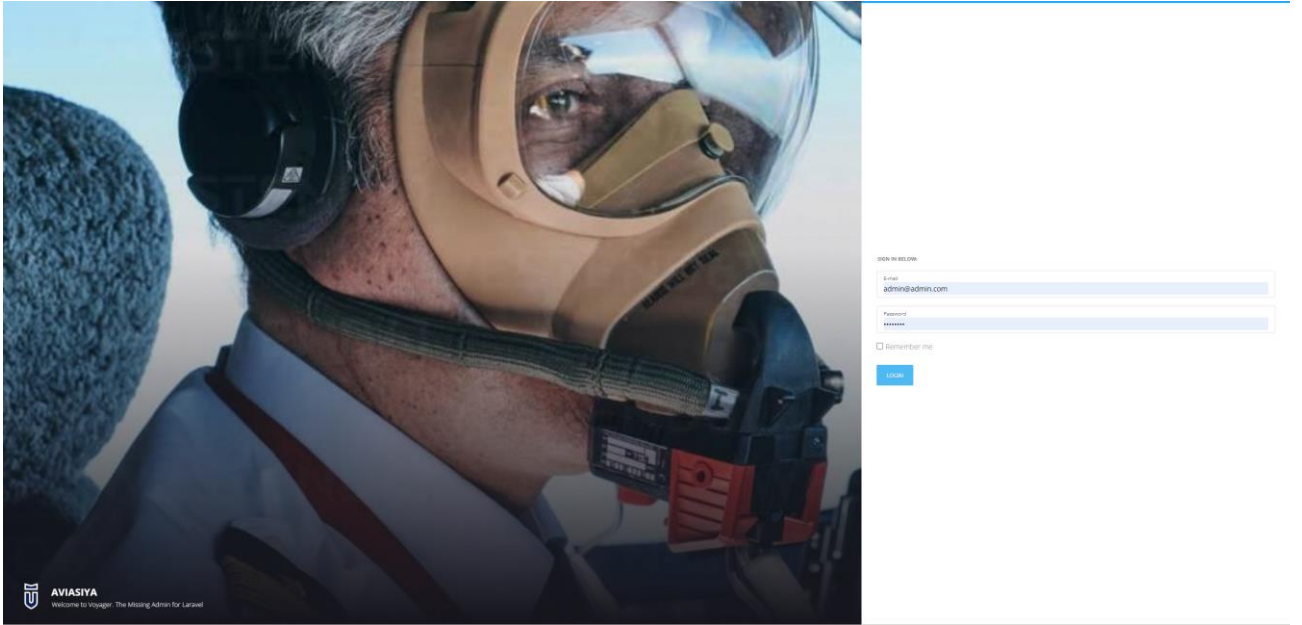 SIGN IN BELOW:
E-mail
admin@admin.com
Password
••••••••
Remember me
LOGIN
AVIASIYA
Welcome to Voyager. The Missing Admin for Laravel